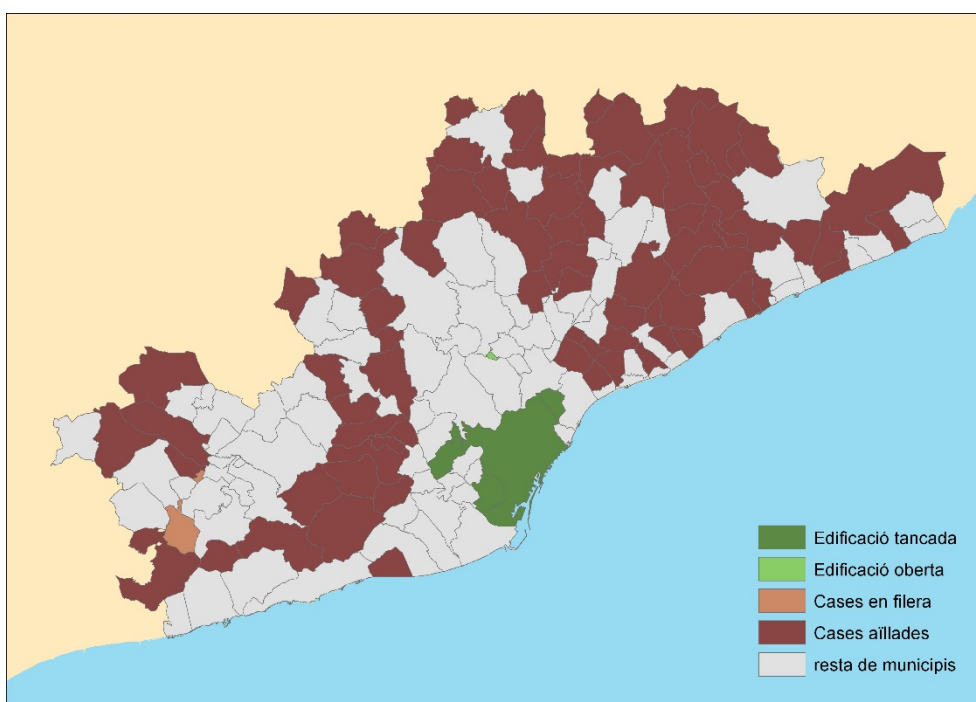 Edificació tancada
Edificació oberta
Cases en filera
Cases aïllades
resta de municipis